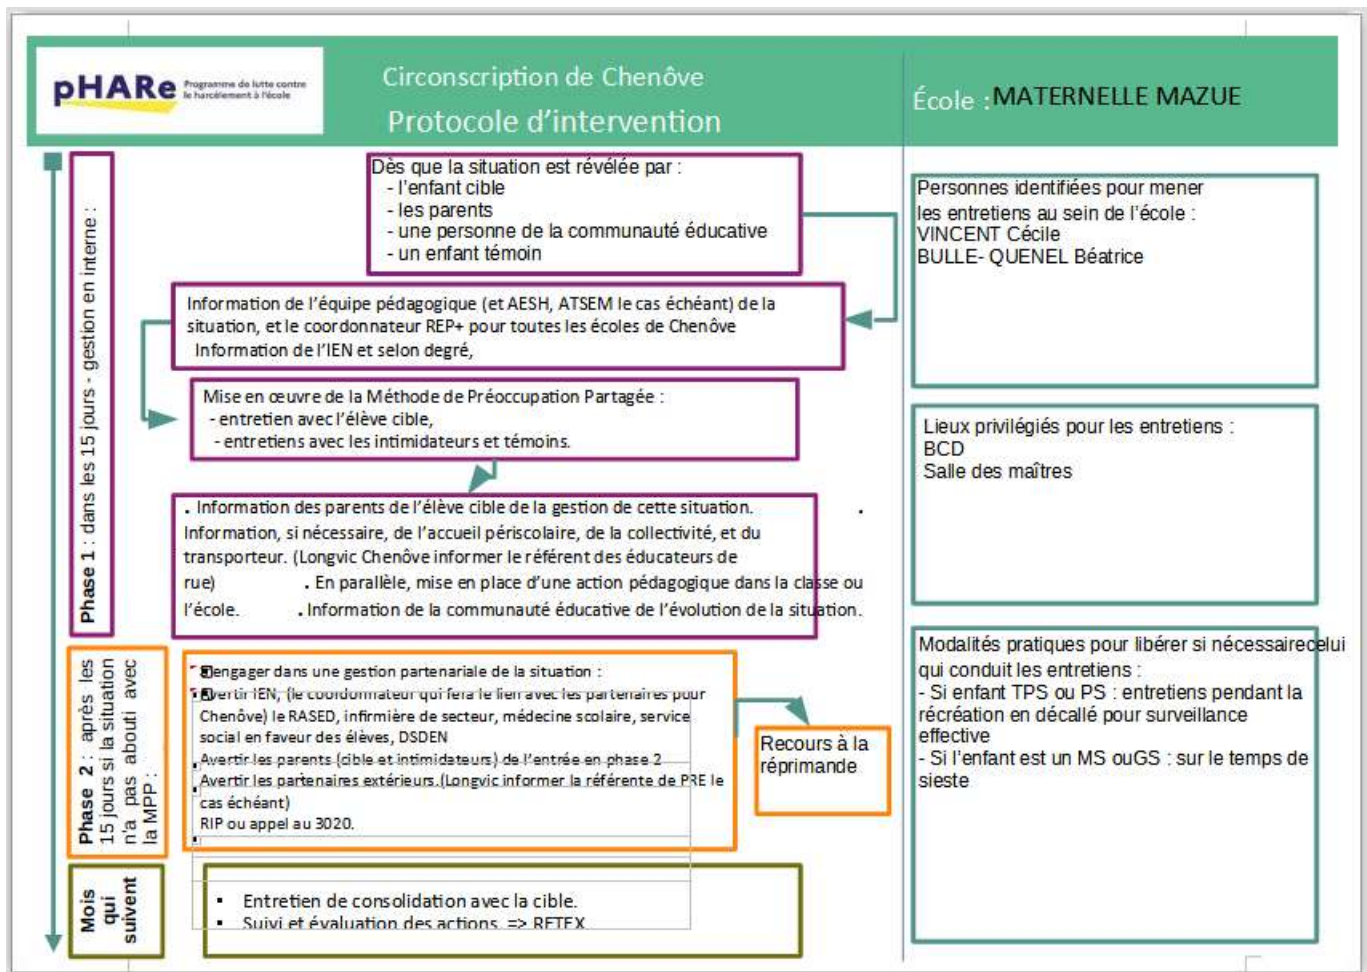 pHARe
Programme de lutte contre
le harcèlement à l'école
Circonscription de Chenôve
Protocole d'intervention
École : MATERNELLE MAZUE
Phase 1 : dans les 15 jours - gestion en interne :
Dès que la situation est révélée par :
- l'enfant cible
- les parents
- une personne de la communauté éducative
- un enfant témoin
Information de l'équipe pédagogique (et AESH, ATSEM le cas échéant) de la
situation, et le coordonnateur REP+ pour toutes les écoles de Chenôve
Information de l'IEN et selon degré,
Mise en œuvre de la Méthode de Préoccupation Partagée :
- entretien avec l'élève cible,
- entretiens avec les intimidateurs et témoins.
. Information des parents de l'élève cible de la gestion de cette situation. .
Information, si nécessaire, de l'accueil périscolaire, de la collectivité, et du
transporteur. (Longvic Chenôve informer le référent des éducateurs de
rue) . En parallèle, mise en place d'une action pédagogique dans la classe ou
l'école. . Information de la communauté éducative de l'évolution de la situation.
Phase 2 : après les
15 jours si la situation
n'a pas abouti avec
la MPP :
engager dans une gestion partenariale de la situation :
Avertir IEN, (le coordonnateur qui fera le lien avec les partenaires pour
Chenôve) le RASED, infirmière de secteur, médecine scolaire, service
social en faveur des élèves, DSDEN
Avertir les parents (cible et intimidateurs) de l'entrée en phase 2
Avertir les partenaires extérieurs.(Longvic informer la référente de PRE le
cas échéant)
RIP ou appel au 3020.
Recours à la
réprimande
Mois
qui
suivent
▪ Entretien de consolidation avec la cible.
▪ Suivi et évaluation des actions. => RETEX
Personnes identifiées pour mener
les entretiens au sein de l'école :
VINCENT Cécile
BULLE- QUENEL Béatrice
Lieux privilégiés pour les entretiens :
BCD
Salle des maîtres
Modalités pratiques pour libérer si nécessairecelui
qui conduit les entretiens :
- Si enfant TPS ou PS : entretiens pendant la
récréation en décallé pour surveillance
effective
- Si l'enfant est un MS ouGS : sur le temps de
sieste